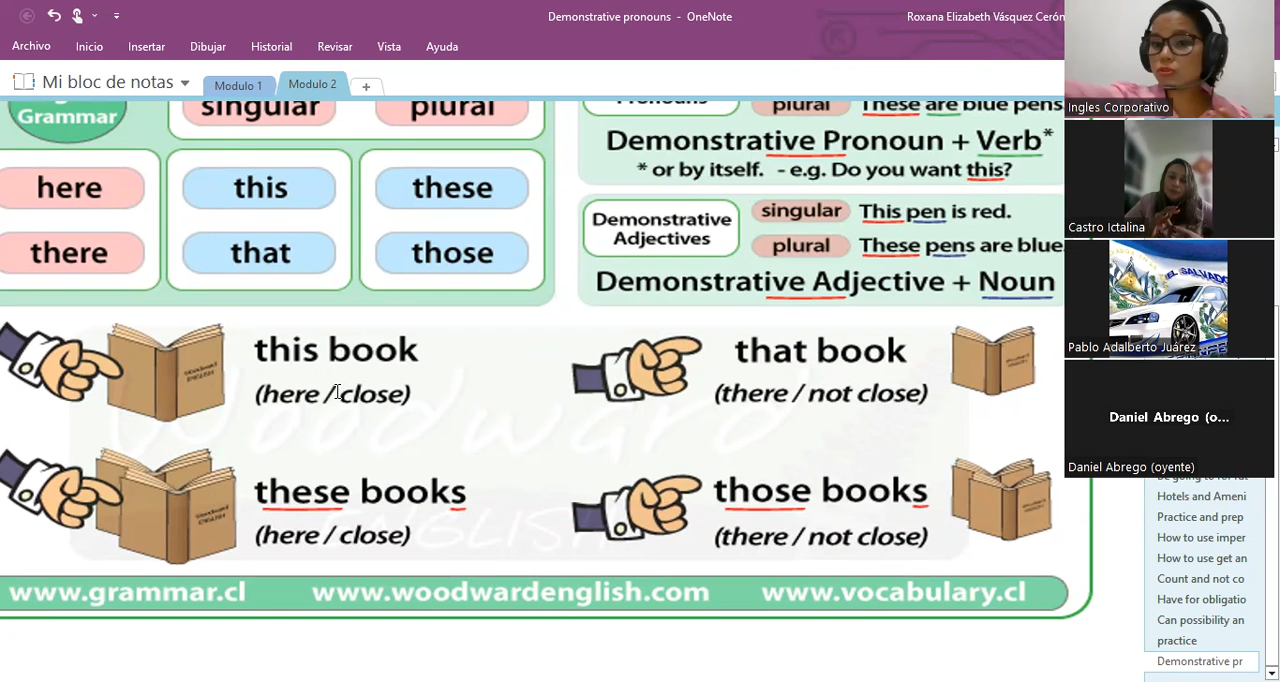 Demonstrative pronouns - OneNote
Roxana Elizabeth Vásquez Cerón
Archivo Inicio Insertar Dibujar Historial Revisar Vista Ayuda
Mi bloc de notas
Modulo 1
Modulo 2
+
Grammar
singular
plural
here
this
these
there
that
those
Pronouns
plural
These are blue pens.
Demonstrative Pronoun + Verb*
* or by itself. - e.g. Do you want this?
Demonstrative
Adjectives
singular
This pen is red.
plural
These pens are blue
Demonstrative Adjective + Noun
Woodward
ENGLISH
this book
(here / close)
that book
(there / not close)
these books
(here / close)
those books
(there / not close)
www.grammar.cl
www.woodwardenglish.com
www.vocabulary.cl
Ingles Corporativo
Castro Ictalina
EL SALVADOR
Pablo Adalberto Juárez
Daniel Abrego (o...
Daniel Abrego (oyente)
Hotels and Ameni
Practice and prep
How to use imper
How to use get an
Count and not co
Have for obligatio
Can possibility an
practice
Demonstrative pr